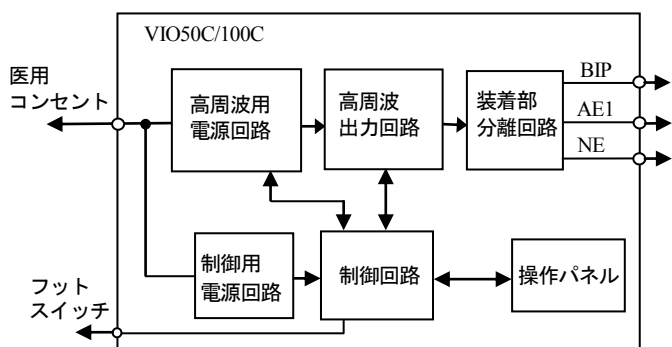 VIO50C/100C
医用
コンセント
高周波用
電源回路
高周波
出力回路
装着部
分離回路
BIP
AE1
NE
制御用
電源回路
制御回路
操作パネル
フット
スイッチ